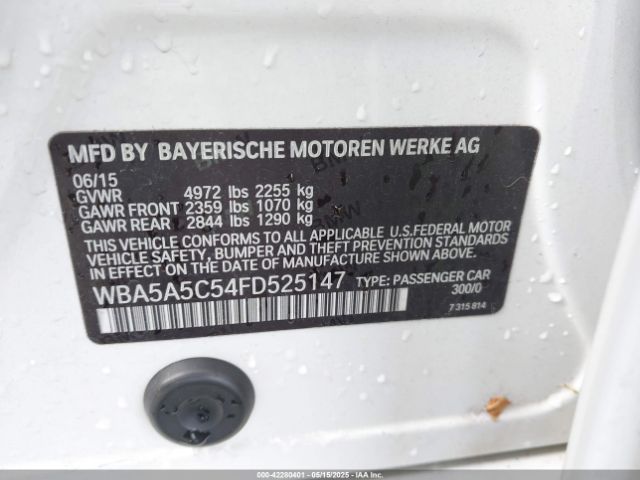 MFD BY BAYERISCHE MOTOREN WERKE AG
06/15
GVWR 4972 lbs 2255 kg
GAWR FRONT 2359 lbs 1070 kg
GAWR REAR 2844 lbs 1290 kg
THIS VEHICLE CONFORMS TO ALL APPLICABLE U.S.FEDERAL MOTOR
VEHICLE SAFETY, BUMPER AND THEFT PREVENTION STANDARDS
IN EFFECT ON THE DATE OF MANUFACTURE SHOWN ABOVE.
WBA5A5C54FD525147 TYPE: PASSENGER CAR
300/0
7 315 814
000-42280401 - 05/15/2025 - IAAI.COM